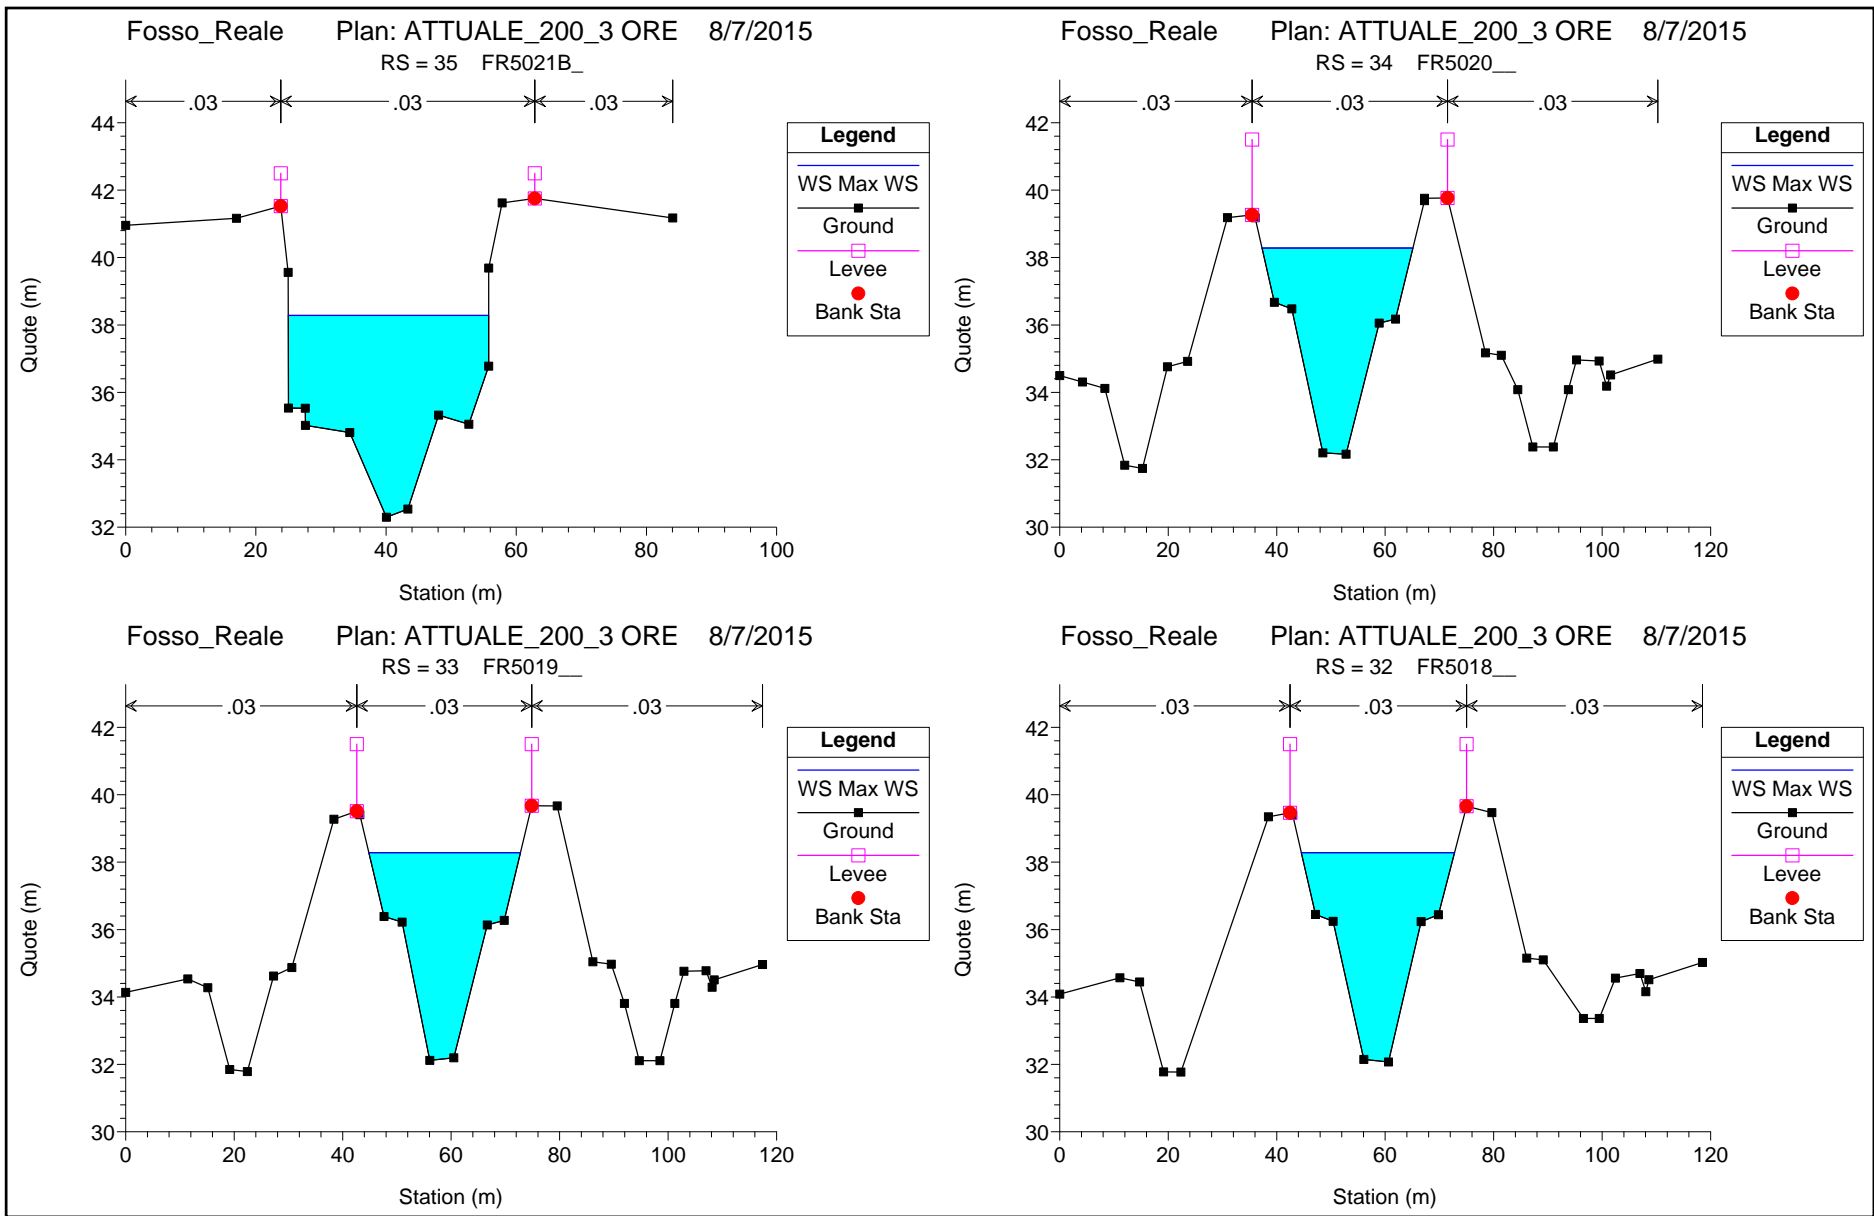 Fosso_Reale Plan: ATTUALE_200_3 ORE 8/7/2015
RS = 35 FR5021B_
.03 .03 .03
44
42
40
38
36
34
32
0 20 40 60 80 100
Quote (m)
Station (m)
Legend
WS Max WS
Ground
Levee
Bank Sta
Fosso_Reale Plan: ATTUALE_200_3 ORE 8/7/2015
RS = 34 FR5020__
.03 .03 .03
42
40
38
36
34
32
30
0 20 40 60 80 100 120
Quote (m)
Station (m)
Legend
WS Max WS
Ground
Levee
Bank Sta
Fosso_Reale Plan: ATTUALE_200_3 ORE 8/7/2015
RS = 33 FR5019__
.03 .03 .03
42
40
38
36
34
32
30
0 20 40 60 80 100 120
Quote (m)
Station (m)
Legend
WS Max WS
Ground
Levee
Bank Sta
Fosso_Reale Plan: ATTUALE_200_3 ORE 8/7/2015
RS = 32 FR5018__
.03 .03 .03
42
40
38
36
34
32
30
0 20 40 60 80 100 120
Quote (m)
Station (m)
Legend
WS Max WS
Ground
Levee
Bank Sta